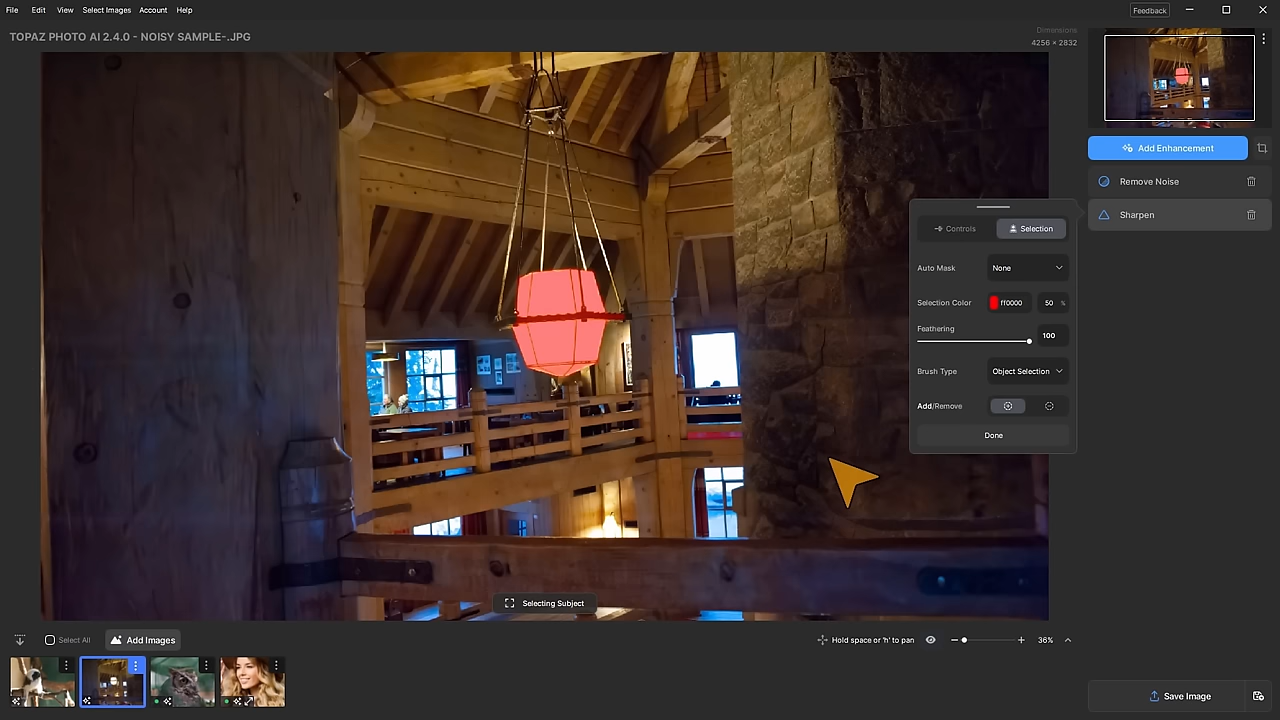 File Edit View Select Images Account Help
Feedback
TOPAZ PHOTO AI 2.4.0 - NOISY SAMPLE-.JPG
Dimensions
4256 × 2832
Add Enhancement
Remove Noise
Sharpen
Controls Selection
Auto Mask None
Selection Color ff0000 50 %
Feathering
100
Brush Type Object Selection
Add/Remove
Done
Selecting Subject
Select All Add Images
Hold space or 'h' to pan
36%
Save Image